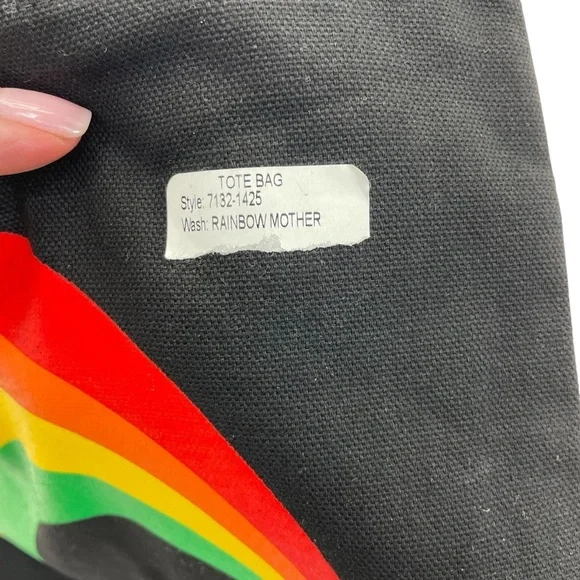 TOTE BAG
Style: 7132-1425
Wash: RAINBOW MOTHER